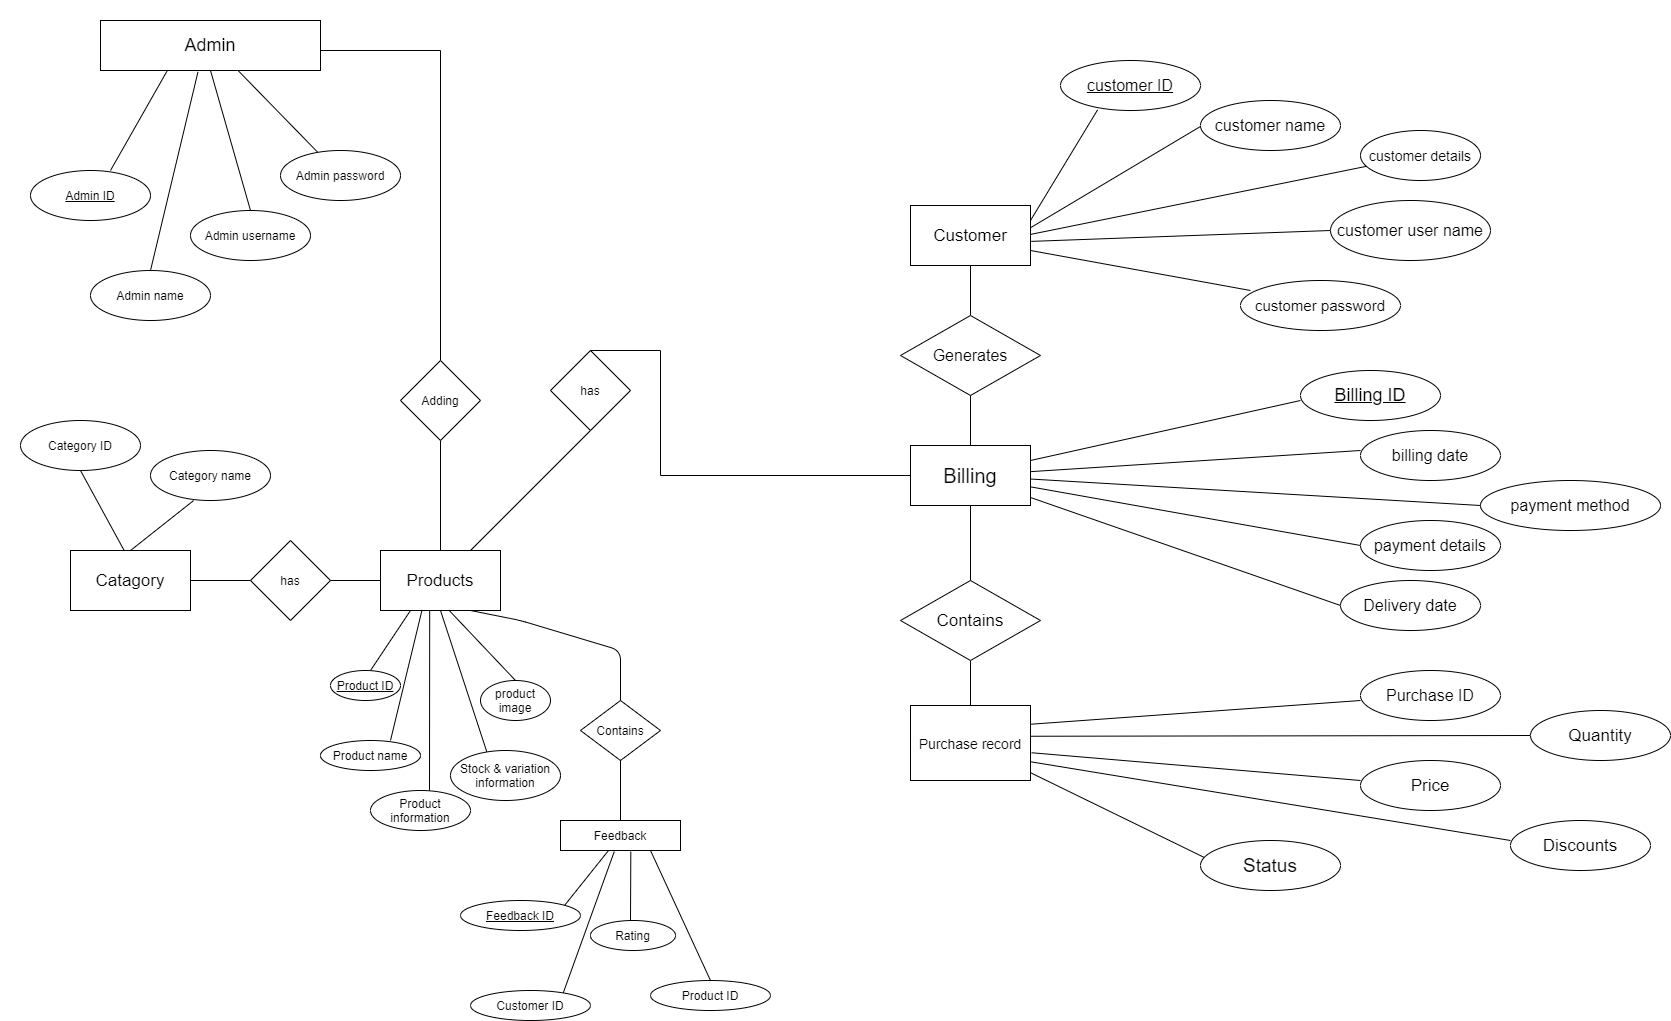 Admin
Admin ID
Admin name
Admin username
Admin password
Adding
has
Category ID
Category name
Catagory
has
Products
Product ID
Product name
Product
information
Stock & variation
information
product
image
Contains
Feedback
Feedback ID
Customer ID
Rating
Product ID
customer ID
customer name
customer details
customer user name
customer password
Customer
Generates
Billing
Billing ID
billing date
payment method
payment details
Delivery date
Contains
Purchase record
Purchase ID
Quantity
Price
Discounts
Status